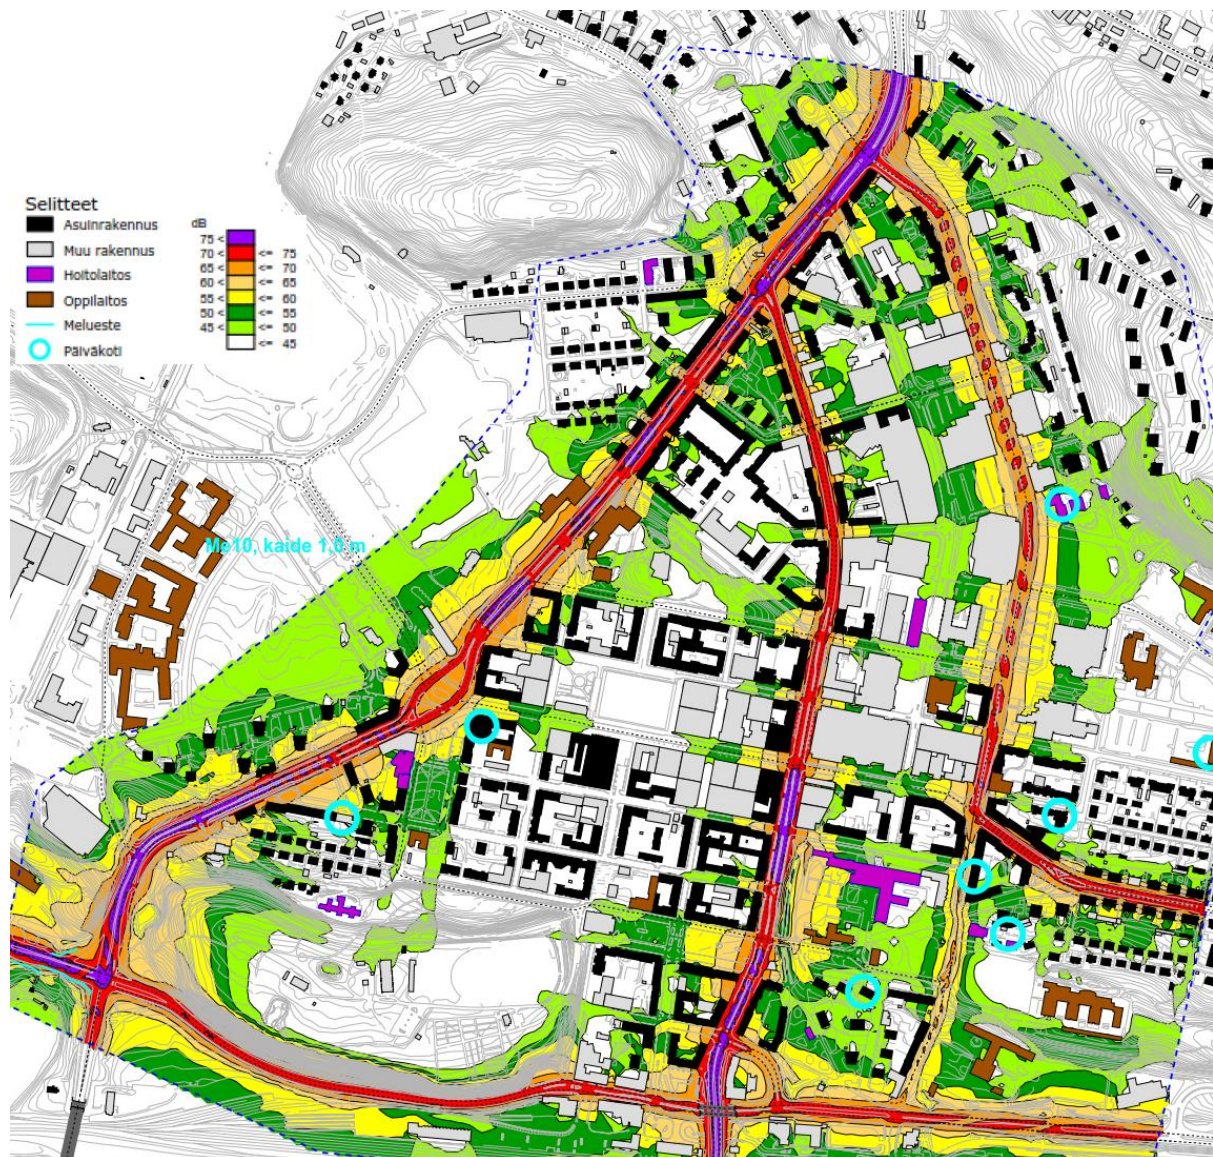 Selitteet
Asuinrakennus
Muu rakennus
Hoitolaitos
Oppilaitos
Melueste
Päiväkoti
dB
75 <
70 < <= 75
65 < <= 70
60 < <= 65
55 < <= 60
50 < <= 55
45 < <= 50
<= 45
Me10, kaide 1,0 m